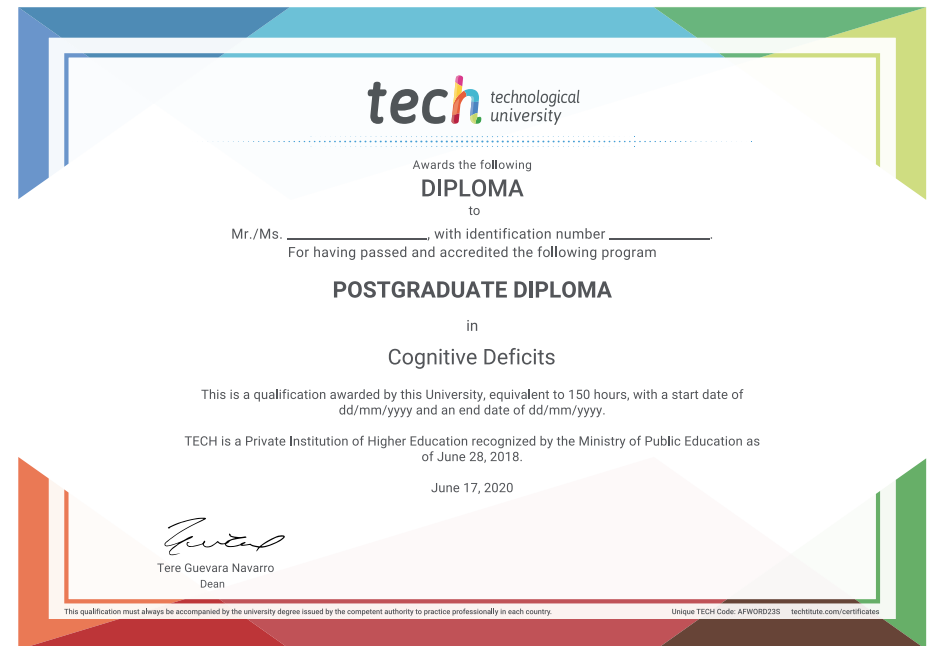 tech technological
university
Awards the following
DIPLOMA
to
Mr./Ms. ____________________, with identification number ______________.
For having passed and accredited the following program
POSTGRADUATE DIPLOMA
in
Cognitive Deficits
This is a qualification awarded by this University, equivalent to 150 hours, with a start date of
dd/mm/yyyy and an end date of dd/mm/yyyy.
TECH is a Private Institution of Higher Education recognized by the Ministry of Public Education as
of June 28, 2018.
June 17, 2020
Tere Guevara Navarro
Dean
This qualification must always be accompanied by the university degree issued by the competent authority to practice professionally in each country.
Unique TECH Code: AFWORD23S techtitute.com/certificates